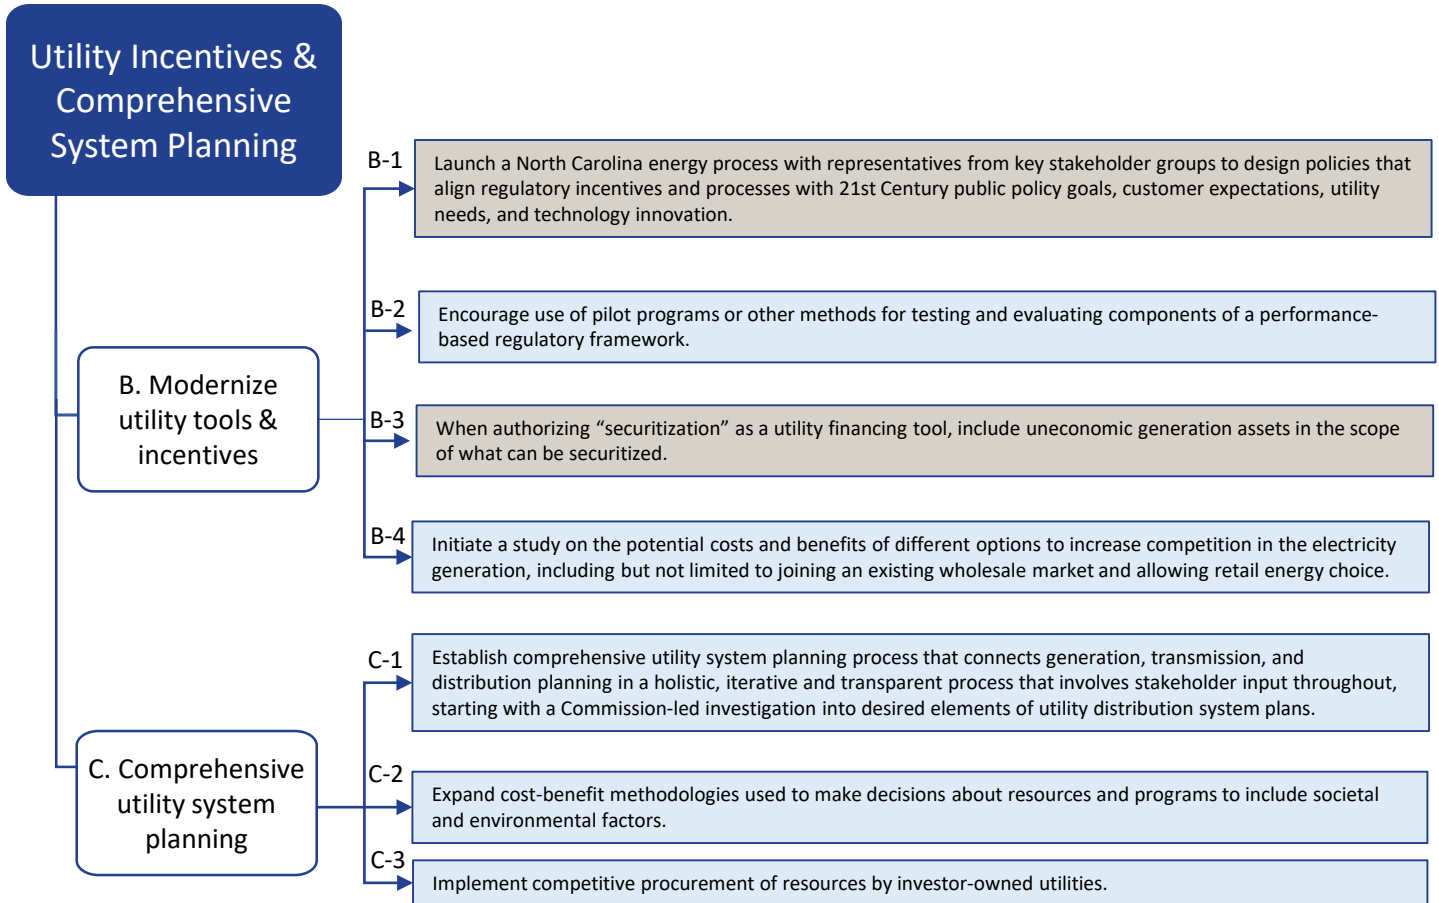 Utility Incentives &
Comprehensive
System Planning
B-1
Launch a North Carolina energy process with representatives from key stakeholder groups to design policies that
align regulatory incentives and processes with 21st Century public policy goals, customer expectations, utility
needs, and technology innovation.
B-2
Encourage use of pilot programs or other methods for testing and evaluating components of a performance-
based regulatory framework.
B. Modernize
utility tools &
incentives
B-3
When authorizing “securitization” as a utility financing tool, include uneconomic generation assets in the scope
of what can be securitized.
B-4
Initiate a study on the potential costs and benefits of different options to increase competition in the electricity
generation, including but not limited to joining an existing wholesale market and allowing retail energy choice.
C-1
Establish comprehensive utility system planning process that connects generation, transmission, and
distribution planning in a holistic, iterative and transparent process that involves stakeholder input throughout,
starting with a Commission-led investigation into desired elements of utility distribution system plans.
C. Comprehensive
utility system
planning
C-2
Expand cost-benefit methodologies used to make decisions about resources and programs to include societal
and environmental factors.
C-3
Implement competitive procurement of resources by investor-owned utilities.